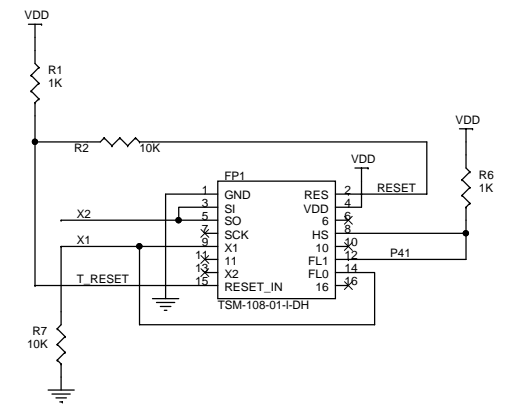 VDD
R1
1K
VDD
R2
10K
VDD
R6
1K
FP1
1 GND RES 2 RESET
3 SI VDD 4
X2 5 SO 6 6
7 SCK HS 8
X1 9 X1 10 10
11 11 FL1 12 P41
13 X2 FL0 14
T_RESET 15 RESET_IN 16 16
TSM-108-01-I-DH
R7
10K